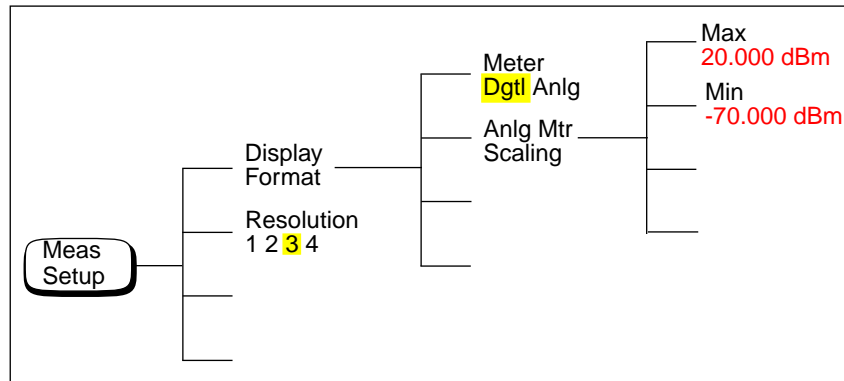 Meas
Setup
Display
Format
Resolution
1 2 3 4
Meter
Dgtl Anlg
Anlg Mtr
Scaling
Max
20.000 dBm
Min
-70.000 dBm